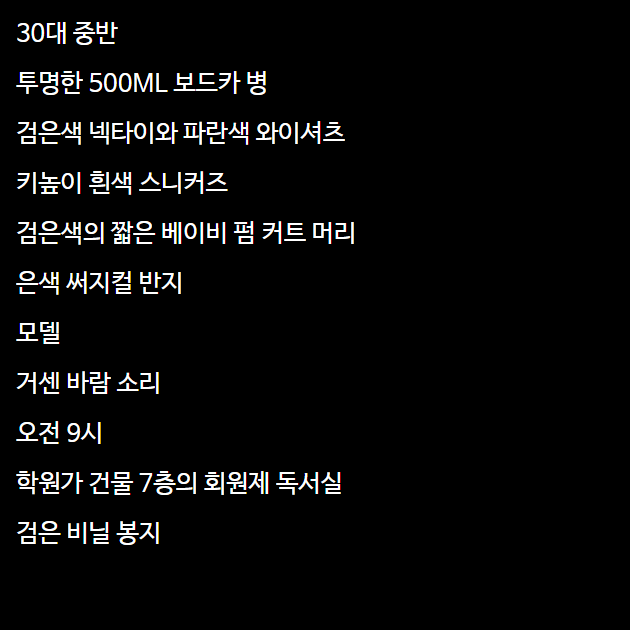 30대 중반
투명한 500ML 보드카 병
검은색 넥타이와 파란색 와이셔츠
키높이 흰색 스니커즈
검은색의 짧은 베이비 펌 커트 머리
은색 써지컬 반지
모델
거센 바람 소리
오전 9시
학원가 건물 7층의 회원제 독서실
검은 비닐 봉지